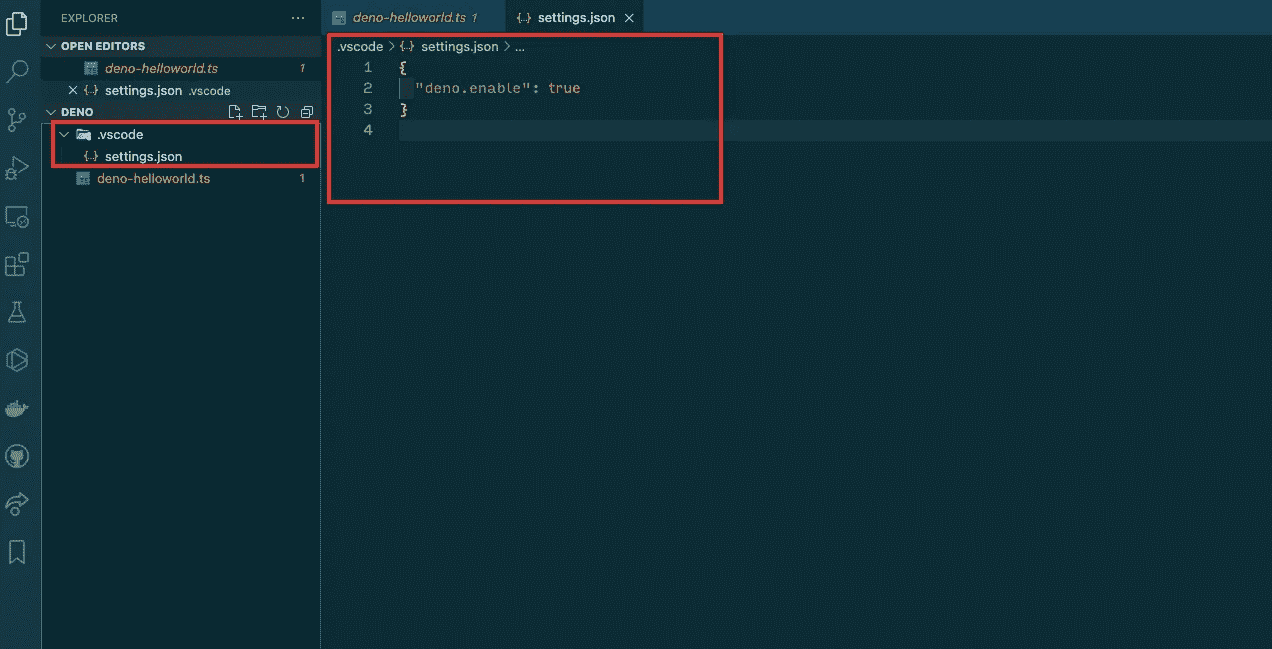 EXPLORER ...
OPEN EDITORS
deno-helloworld.ts 1
settings.json .vscode
DENO
.vscode
settings.json
deno-helloworld.ts 1
deno-helloworld.ts 1
{..} settings.json
.vscode > {..} settings.json > ...
1 {
2 "deno.enable": true
3 }
4